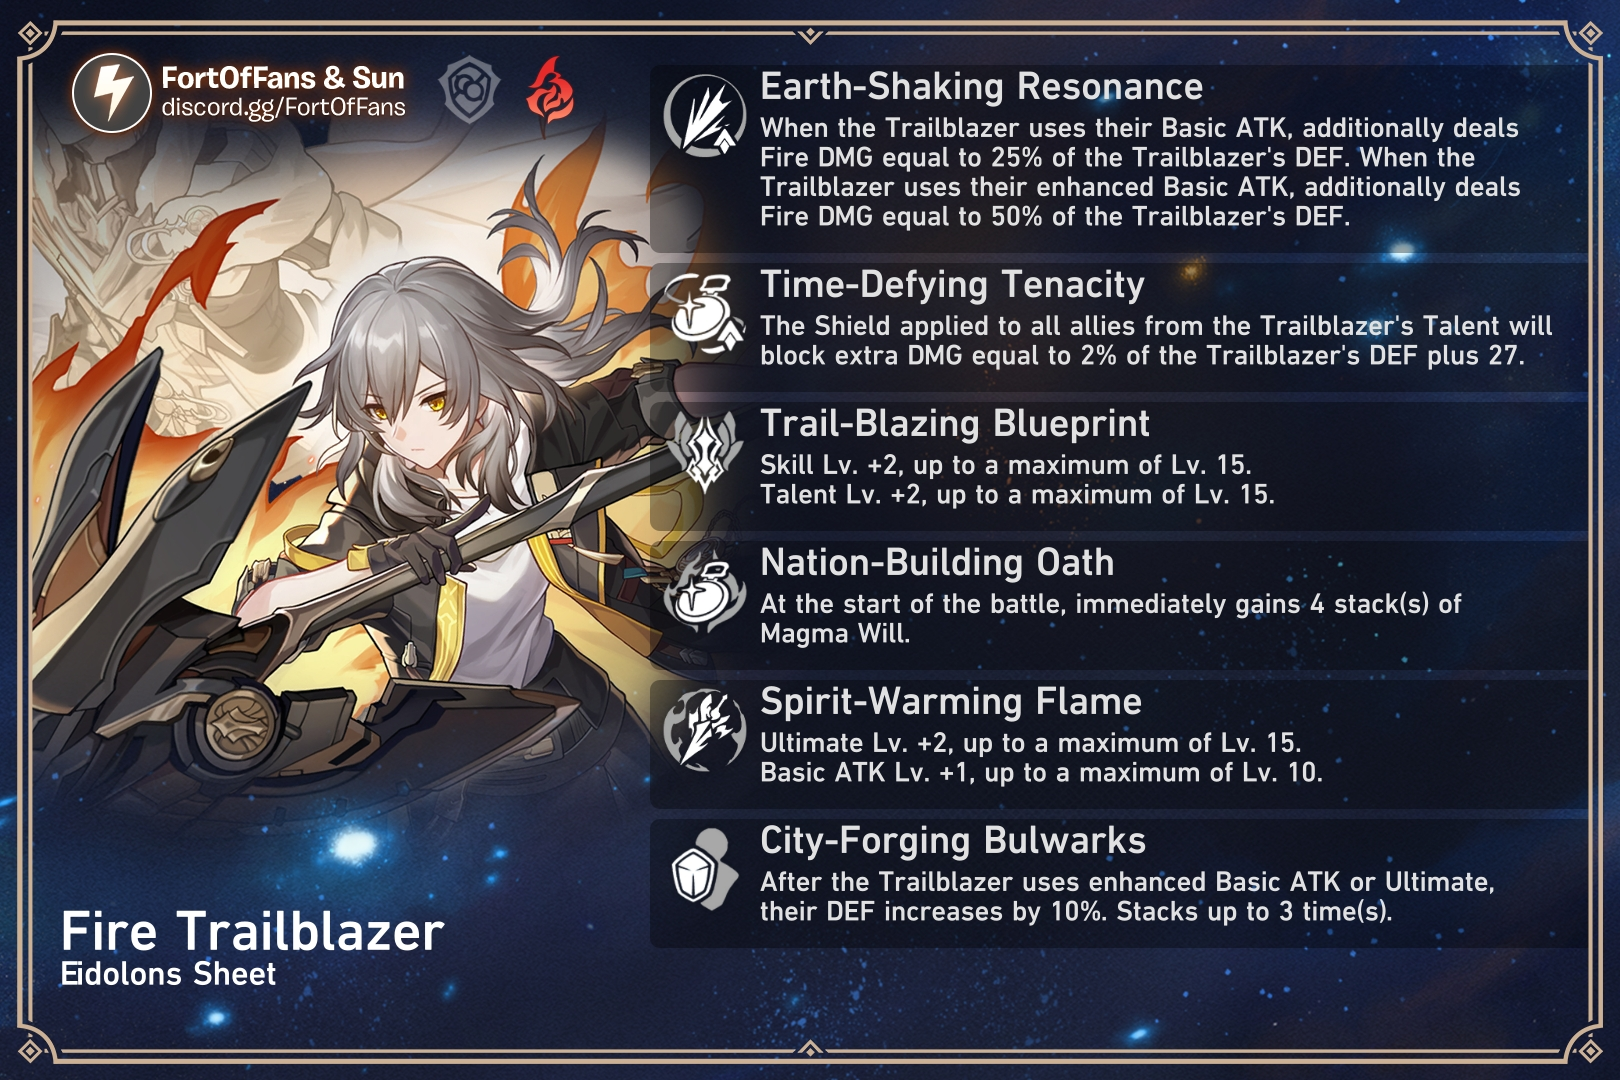 FortOfFans & Sun
discord.gg/FortOfFans
Earth-Shaking Resonance
When the Trailblazer uses their Basic ATK, additionally deals
Fire DMG equal to 25% of the Trailblazer's DEF. When the
Trailblazer uses their enhanced Basic ATK, additionally deals
Fire DMG equal to 50% of the Trailblazer's DEF.
Time-Defying Tenacity
The Shield applied to all allies from the Trailblazer's Talent will
block extra DMG equal to 2% of the Trailblazer's DEF plus 27.
Trail-Blazing Blueprint
Skill Lv. +2, up to a maximum of Lv. 15.
Talent Lv. +2, up to a maximum of Lv. 15.
Nation-Building Oath
At the start of the battle, immediately gains 4 stack(s) of
Magma Will.
Spirit-Warming Flame
Ultimate Lv. +2, up to a maximum of Lv. 15.
Basic ATK Lv. +1, up to a maximum of Lv. 10.
City-Forging Bulwarks
After the Trailblazer uses enhanced Basic ATK or Ultimate,
their DEF increases by 10%. Stacks up to 3 time(s).
Fire Trailblazer
Eidolons Sheet